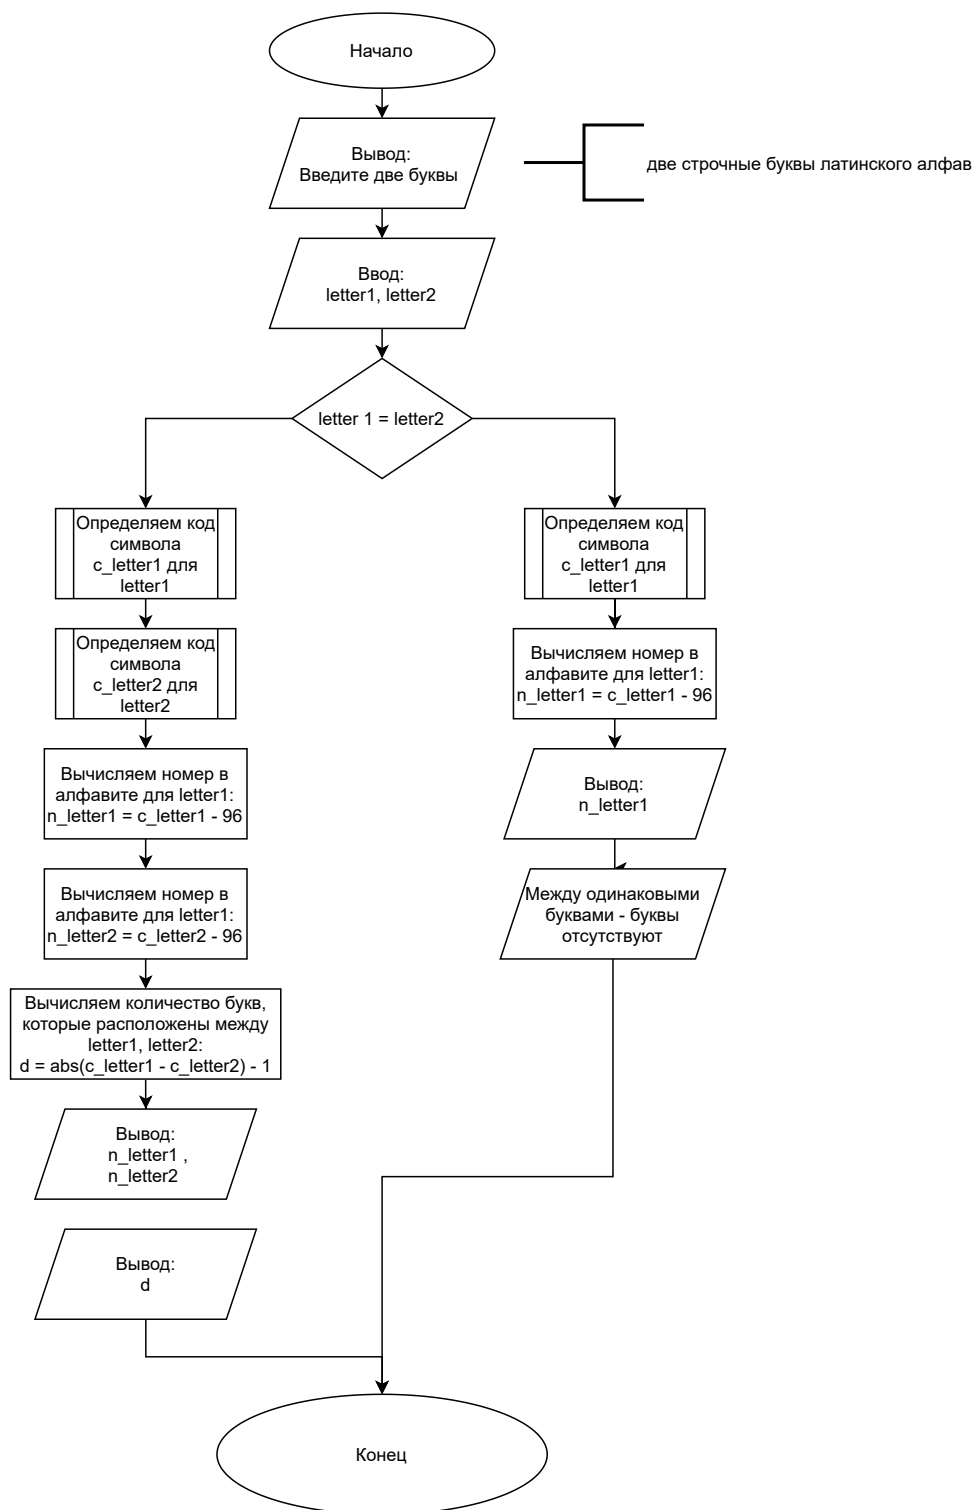 Начало
Вывод:
Введите две буквы
две строчные буквы латинского алфав
Ввод:
letter1, letter2
letter 1 = letter2
Определяем код
символа
c_letter1 для
letter1
Определяем код
символа
c_letter2 для
letter2
Вычисляем номер в
алфавите для letter1:
n_letter1 = c_letter1 - 96
Вычисляем номер в
алфавите для letter1:
n_letter2 = c_letter2 - 96
Вычисляем количество букв,
которые расположены между
letter1, letter2:
d = abs(c_letter1 - c_letter2) - 1
Вывод:
n_letter1 ,
n_letter2
Вывод:
d
Определяем код
символа
c_letter1 для
letter1
Вычисляем номер в
алфавите для letter1:
n_letter1 = c_letter1 - 96
Вывод:
n_letter1
Между одинаковыми
буквами - буквы
отсутствуют
Конец